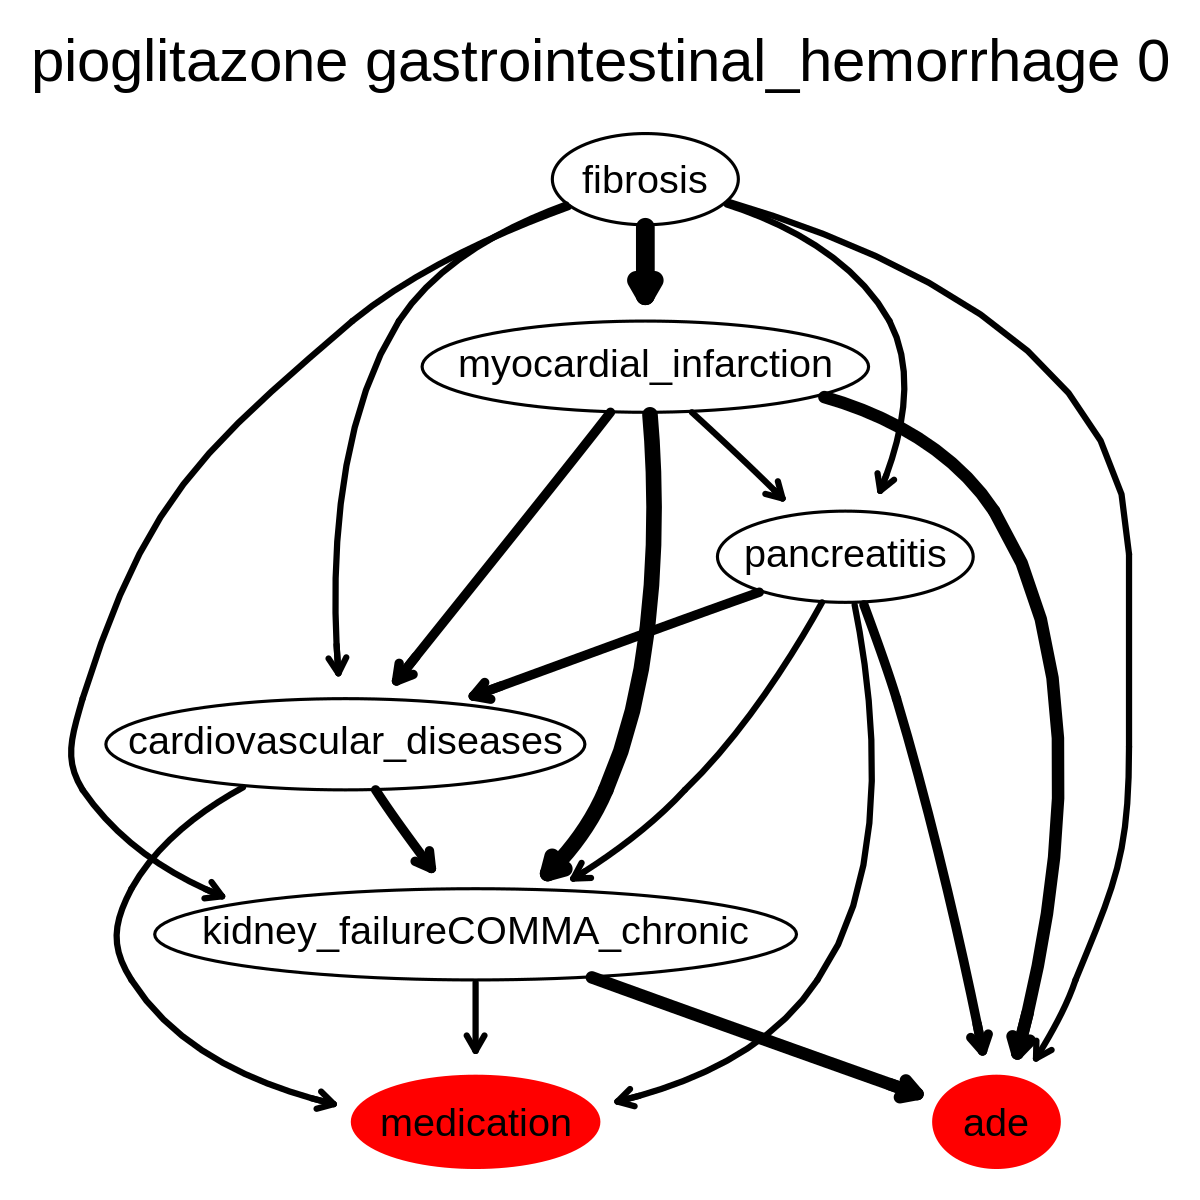 pioglitazone gastrointestinal_hemorrhage 0
fibrosis
myocardial_infarction
pancreatitis
cardiovascular_diseases
kidney_failureCOMMA_chronic
medication
ade